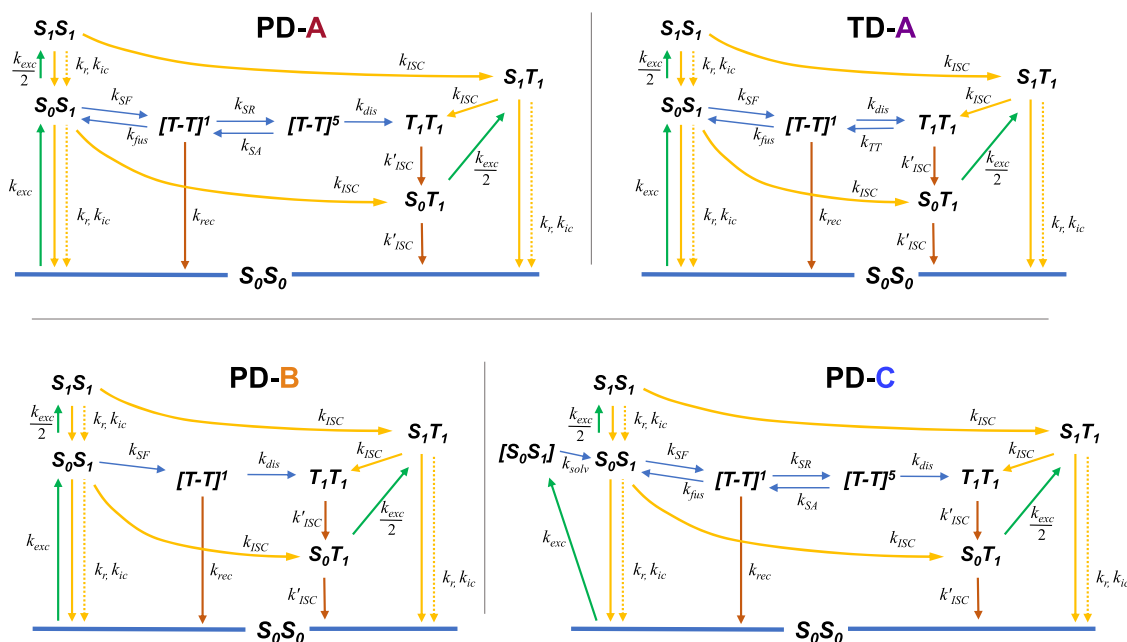 PD-A
S₁S₁
k_exc/2
k_r, k_ic
k_ISC
S₁T₁
S₀S₁
k_SF
k_fus
[T-T]¹
k_SR
k_SA
[T-T]⁵
k_dis
T₁T₁
k_ISC
k'_ISC
k_exc/2
k_exc
k_r, k_ic
k_ISC
S₀T₁
k_rec
k'_ISC
k_r, k_ic
S₀S₀
TD-A
S₁S₁
k_exc/2
k_r, k_ic
k_ISC
S₁T₁
S₀S₁
k_SF
k_fus
[T-T]¹
k_dis
k_TT
T₁T₁
k_ISC
k'_ISC
k_exc/2
k_exc
k_r, k_ic
k_ISC
S₀T₁
k_rec
k'_ISC
k_r, k_ic
S₀S₀
PD-B
S₁S₁
k_exc/2
k_r, k_ic
k_ISC
S₁T₁
S₀S₁
k_SF
[T-T]¹
k_dis
T₁T₁
k_ISC
k'_ISC
k_exc/2
k_exc
k_r, k_ic
k_ISC
S₀T₁
k_rec
k'_ISC
k_r, k_ic
S₀S₀
PD-C
S₁S₁
k_exc/2
k_r, k_ic
k_ISC
S₁T₁
[S₀S₁]
k_solv
S₀S₁
k_SF
k_fus
[T-T]¹
k_SR
k_SA
[T-T]⁵
k_dis
T₁T₁
k_ISC
k'_ISC
k_exc/2
k_exc
k_r, k_ic
k_ISC
S₀T₁
k_rec
k'_ISC
k_r, k_ic
S₀S₀